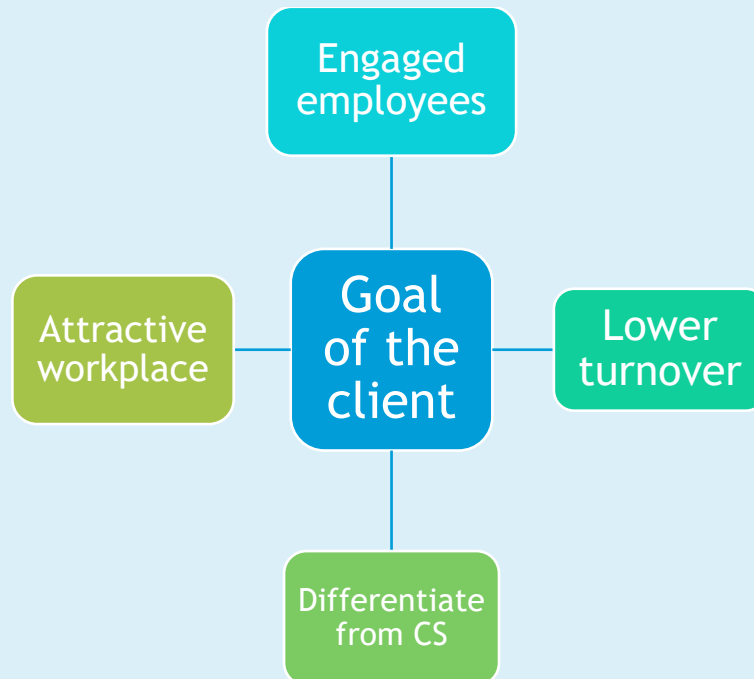 Engaged
employees
Attractive
workplace
Goal
of the
client
Lower
turnover
Differentiate
from CS